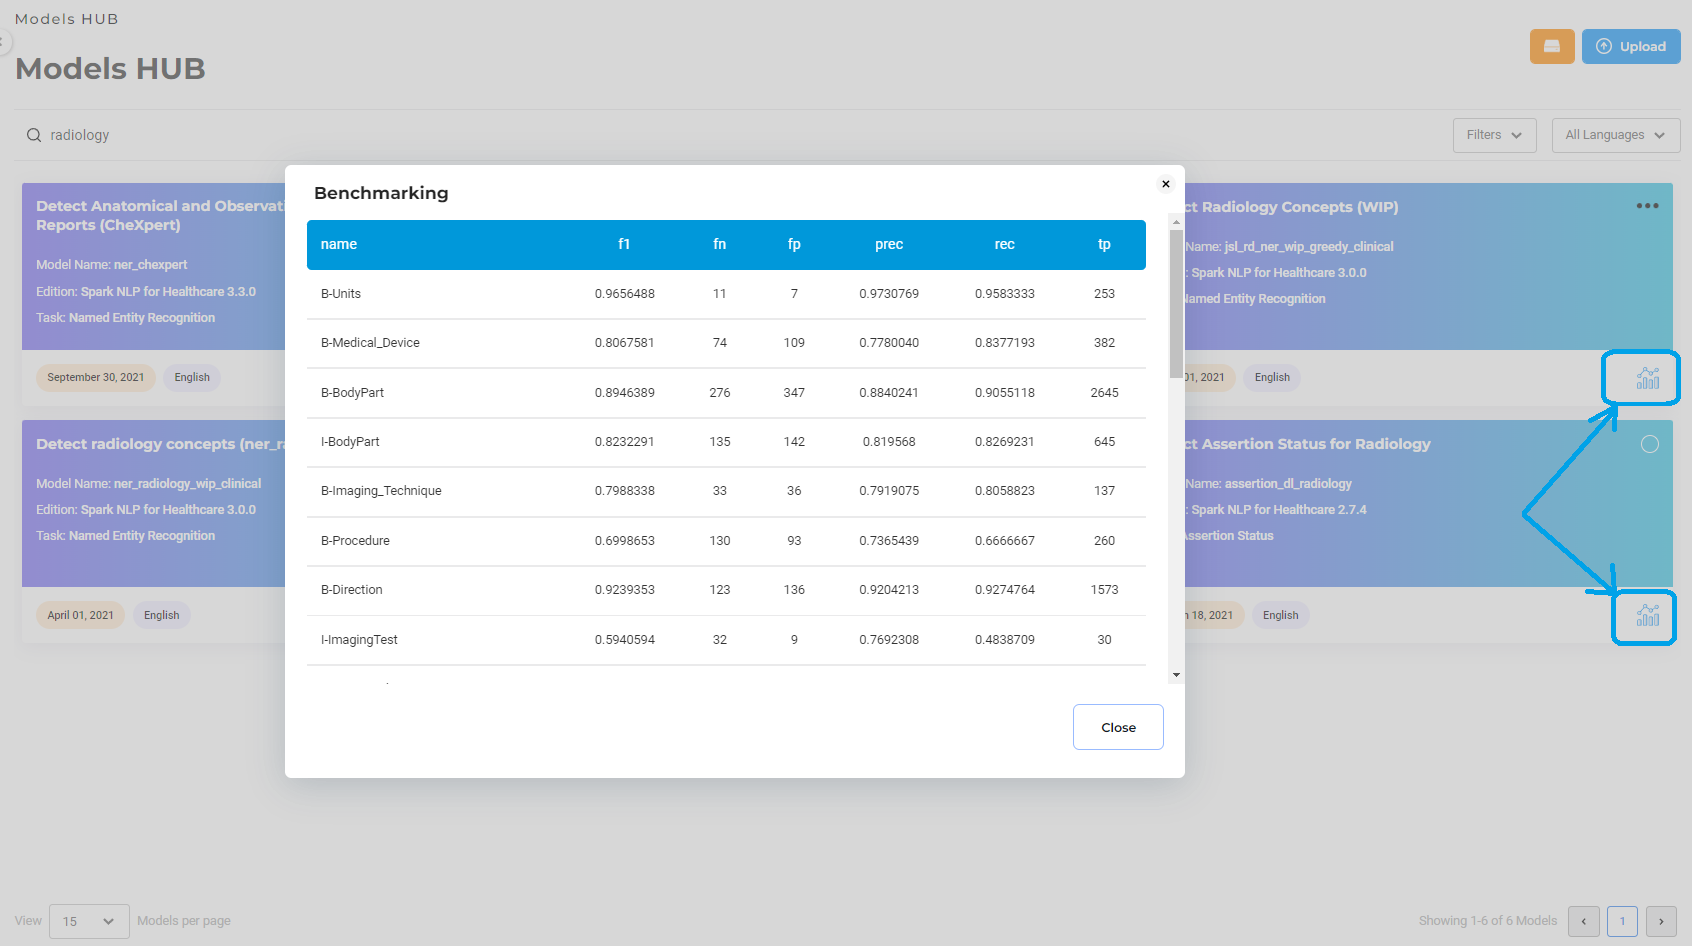 Models HUB
Models HUB
Upload
radiology
Filters
All Languages
Benchmarking
name f1 fn fp prec rec tp
B-Units 0.9656488 11 7 0.9730769 0.9583333 253
B-Medical_Device 0.8067581 74 109 0.7780040 0.8377193 382
B-BodyPart 0.8946389 276 347 0.8840241 0.9055118 2645
I-BodyPart 0.8232291 135 142 0.819568 0.8269231 645
B-Imaging_Technique 0.7988338 33 36 0.7919075 0.8058823 137
B-Procedure 0.6998653 130 93 0.7365439 0.6666667 260
B-Direction 0.9239353 123 136 0.9204213 0.9274764 1573
I-ImagingTest 0.5940594 32 9 0.7692308 0.4838709 30
Close
Detect Anatomical and Observati
Reports (CheXpert)
Model Name: ner_chexpert
Edition: Spark NLP for Healthcare 3.3.0
Task: Named Entity Recognition
September 30, 2021 English
ct Radiology Concepts (WIP)
Name: jsl_rd_ner_wip_greedy_clinical
: Spark NLP for Healthcare 3.0.0
Named Entity Recognition
01, 2021 English
Detect radiology concepts (ner_ra
Model Name: ner_radiology_wip_clinical
Edition: Spark NLP for Healthcare 3.0.0
Task: Named Entity Recognition
April 01, 2021 English
ct Assertion Status for Radiology
Name: assertion_dl_radiology
: Spark NLP for Healthcare 2.7.4
Assertion Status
18, 2021 English
View 15 Models per page
Showing 1-6 of 6 Models
1